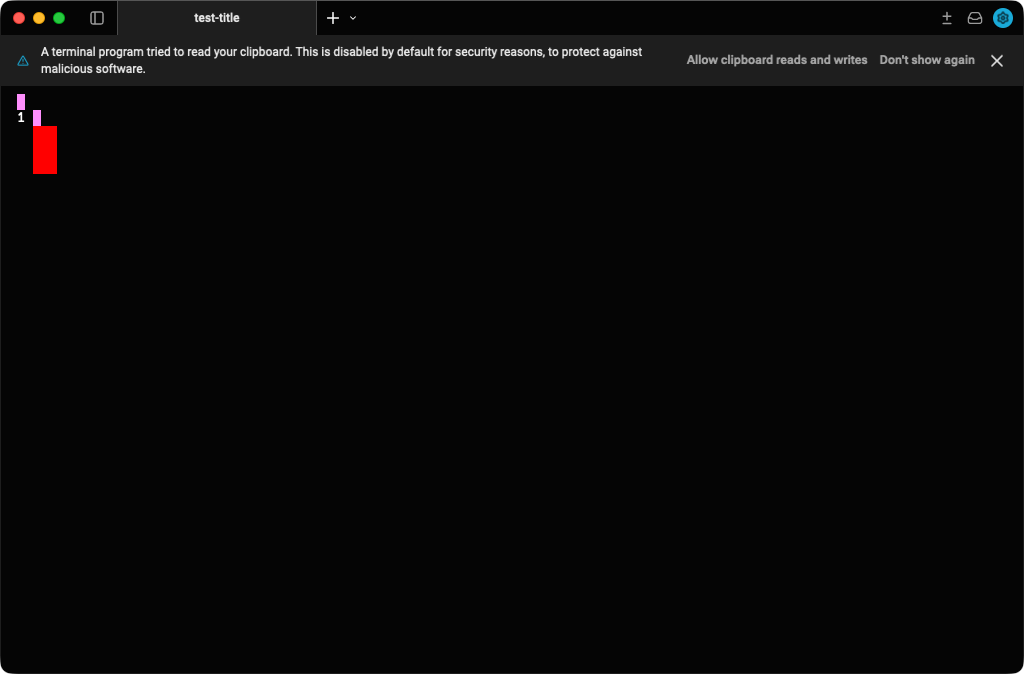 test-title
A terminal program tried to read your clipboard. This is disabled by default for security reasons, to protect against
malicious software.
Allow clipboard reads and writes
Don't show again
1